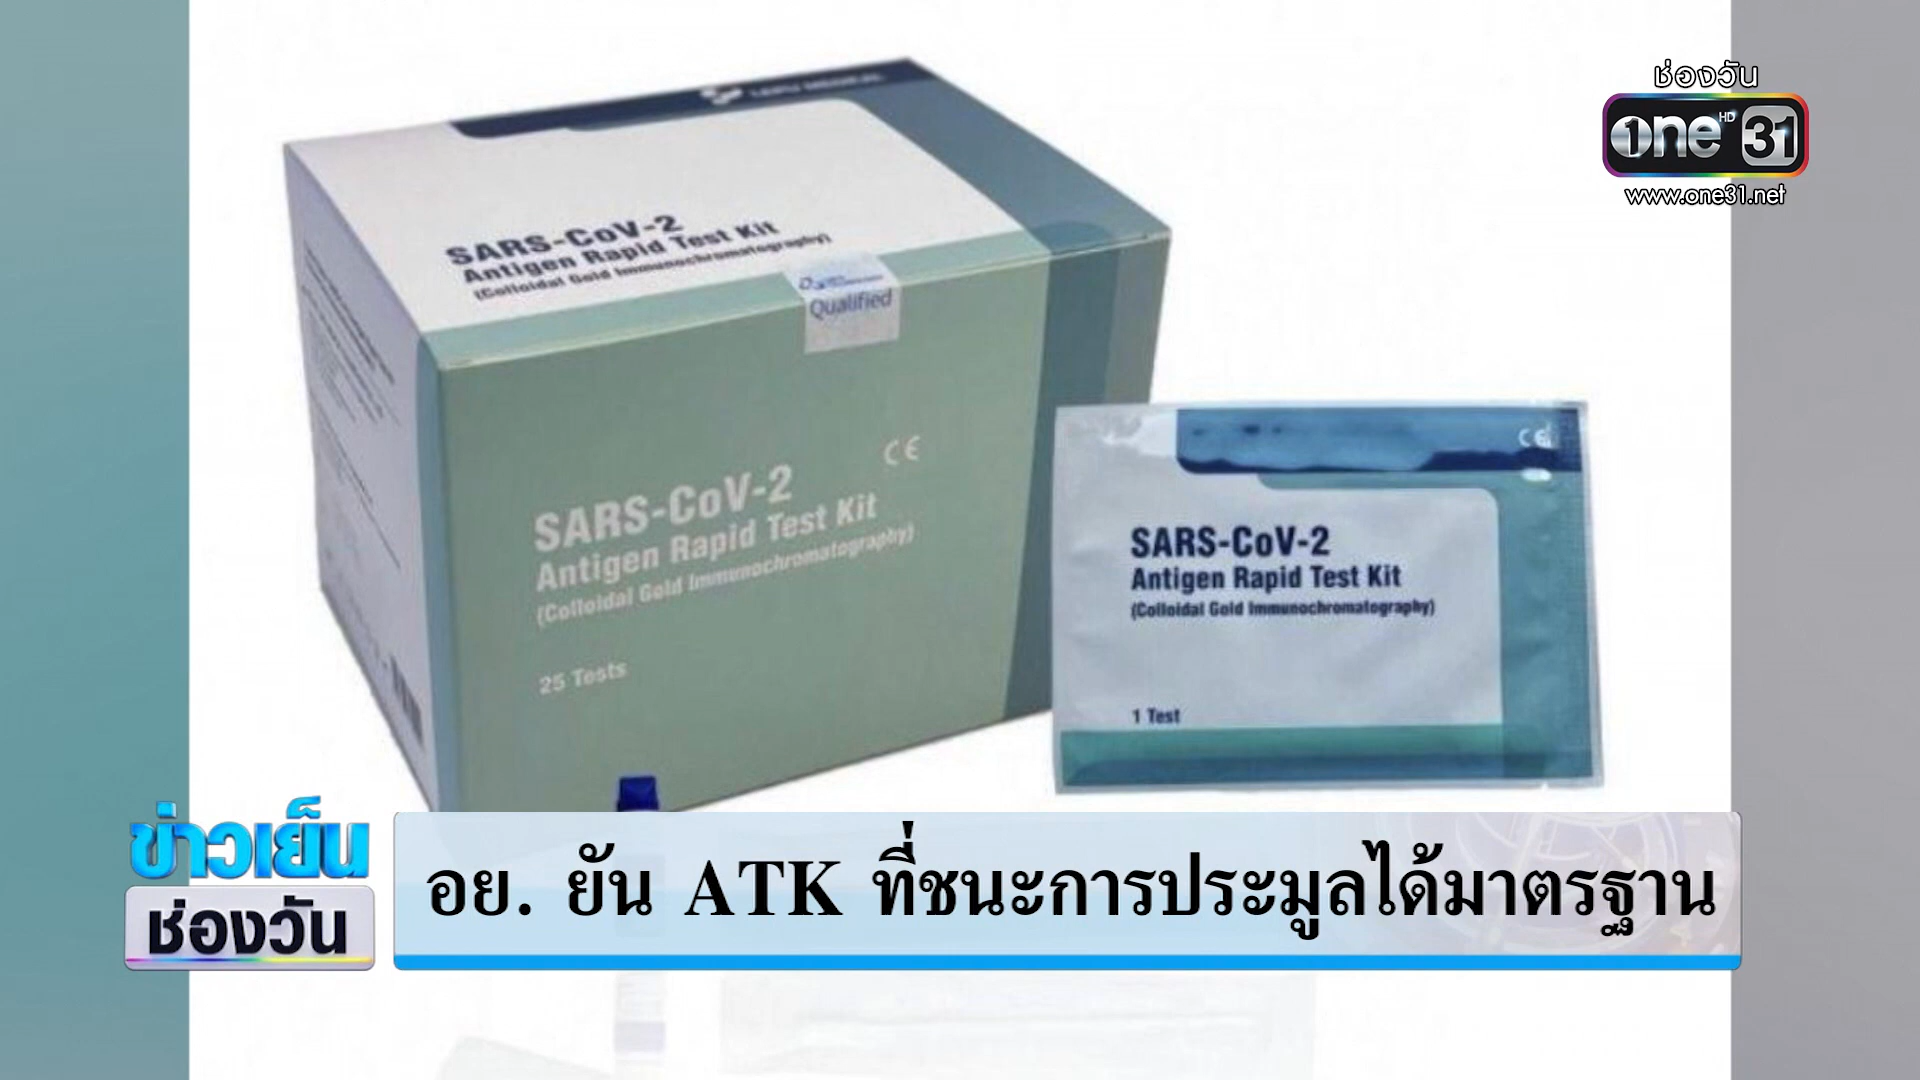 ช่องวัน
one HD 31
www.one31.net
SARS-CoV-2
Antigen Rapid Test Kit
(Colloidal Gold Immunochromatography)
Qualified
CE
SARS-CoV-2
Antigen Rapid Test Kit
(Colloidal Gold Immunochromatography)
25 Tests
CE
SARS-CoV-2
Antigen Rapid Test Kit
(Colloidal Gold Immunochromatography)
1 Test
ข่าวเย็น
ช่องวัน
อย. ยัน ATK ที่ชนะการประมูลได้มาตรฐาน